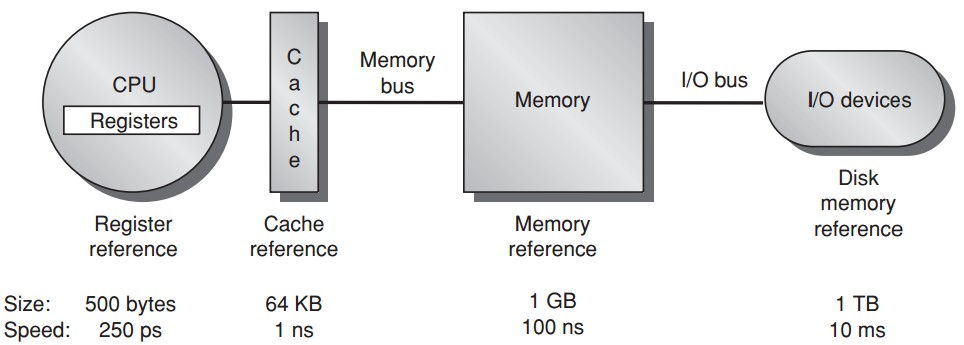 CPU
Registers
C
a
c
h
e
Memory
bus
Memory
I/O bus
I/O devices
Register
reference
Cache
reference
Memory
reference
Disk
memory
reference
Size: 500 bytes 64 KB 1 GB 1 TB
Speed: 250 ps 1 ns 100 ns 10 ms